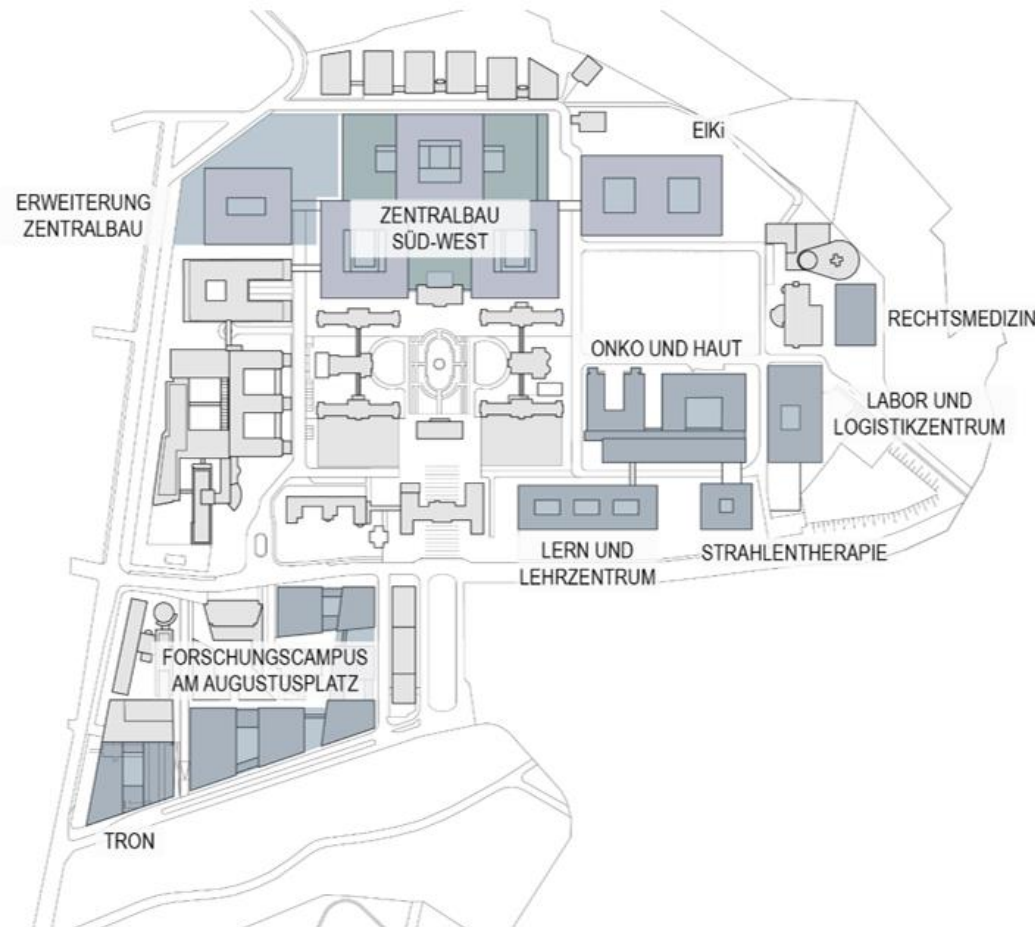 ElKi
ERWEITERUNG
ZENTRALBAU
ZENTRALBAU
SÜD-WEST
RECHTSMEDIZIN
ONKO UND HAUT
LABOR UND
LOGISTIKZENTRUM
LERN UND
LEHRZENTRUM
STRAHLENTHERAPIE
FORSCHUNGSCAMPUS
AM AUGUSTUSPLATZ
TRON